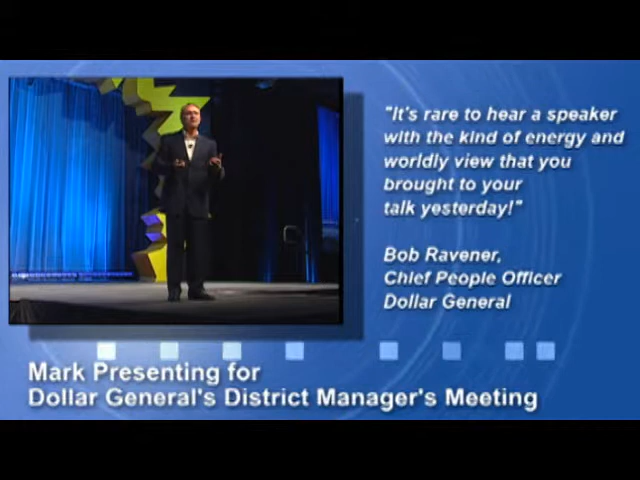 "It's rare to hear a speaker
with the kind of energy and
worldly view that you
brought to your
talk yesterday!"
Bob Ravener,
Chief People Officer
Dollar General
Mark Presenting for
Dollar General's District Manager's Meeting